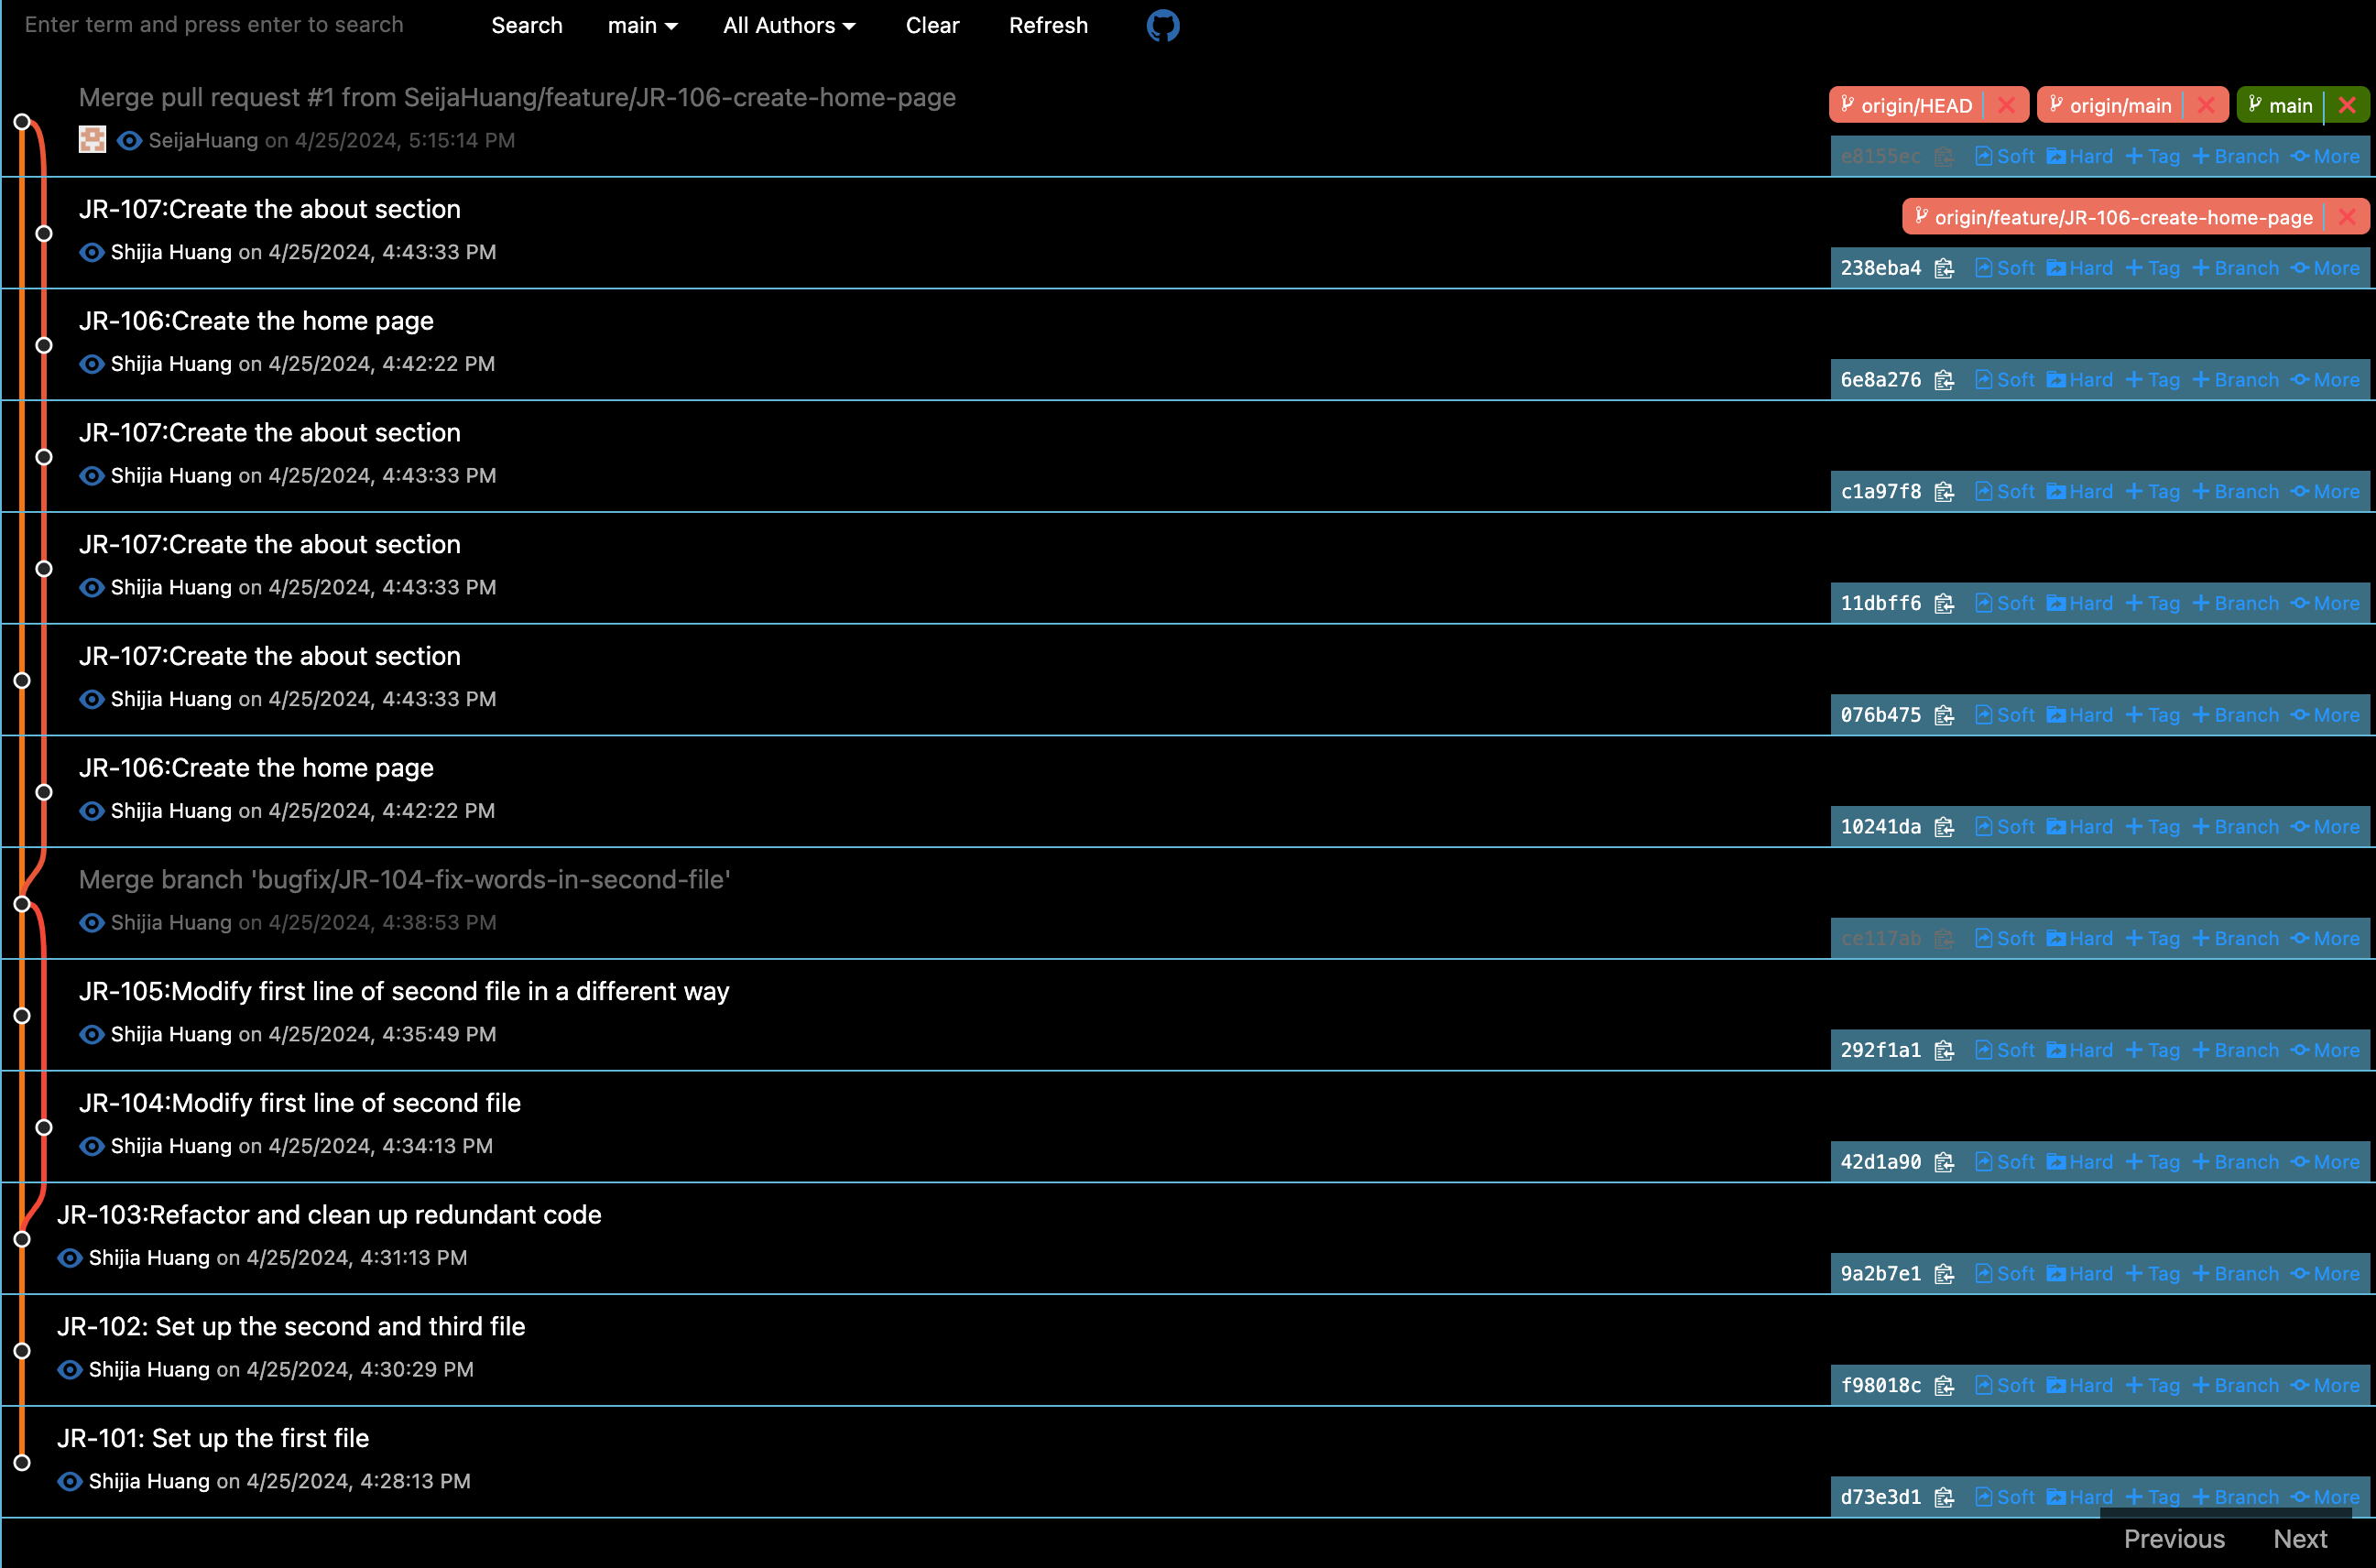 Enter term and press enter to search Search main All Authors Clear Refresh
Merge pull request #1 from SeijaHuang/feature/JR-106-create-home-page
origin/HEAD origin/main main
SeijaHuang on 4/25/2024, 5:15:14 PM
e8155ec Soft Hard Tag Branch More
JR-107:Create the about section
origin/feature/JR-106-create-home-page
Shijia Huang on 4/25/2024, 4:43:33 PM
238eba4 Soft Hard Tag Branch More
JR-106:Create the home page
Shijia Huang on 4/25/2024, 4:42:22 PM
6e8a276 Soft Hard Tag Branch More
JR-107:Create the about section
Shijia Huang on 4/25/2024, 4:43:33 PM
c1a97f8 Soft Hard Tag Branch More
JR-107:Create the about section
Shijia Huang on 4/25/2024, 4:43:33 PM
11dbff6 Soft Hard Tag Branch More
JR-107:Create the about section
Shijia Huang on 4/25/2024, 4:43:33 PM
076b475 Soft Hard Tag Branch More
JR-106:Create the home page
Shijia Huang on 4/25/2024, 4:42:22 PM
10241da Soft Hard Tag Branch More
Merge branch 'bugfix/JR-104-fix-words-in-second-file'
Shijia Huang on 4/25/2024, 4:38:53 PM
ce117ab Soft Hard Tag Branch More
JR-105:Modify first line of second file in a different way
Shijia Huang on 4/25/2024, 4:35:49 PM
292f1a1 Soft Hard Tag Branch More
JR-104:Modify first line of second file
Shijia Huang on 4/25/2024, 4:34:13 PM
42d1a90 Soft Hard Tag Branch More
JR-103:Refactor and clean up redundant code
Shijia Huang on 4/25/2024, 4:31:13 PM
9a2b7e1 Soft Hard Tag Branch More
JR-102: Set up the second and third file
Shijia Huang on 4/25/2024, 4:30:29 PM
f98018c Soft Hard Tag Branch More
JR-101: Set up the first file
Shijia Huang on 4/25/2024, 4:28:13 PM
d73e3d1 Soft Hard Tag Branch More
Previous Next